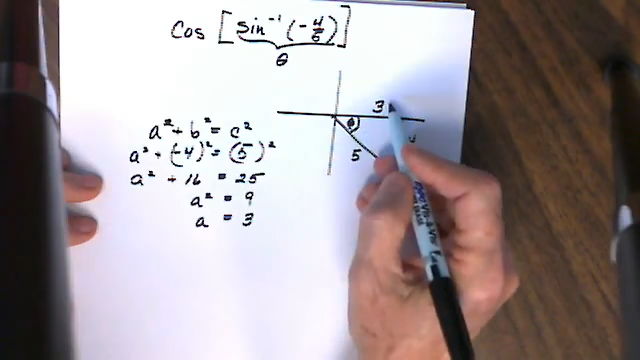 Cos [sin⁻¹(-4/5)]
θ
3
θ
5
4
a² + b² = c²
a² + (-4)² = (5)²
a² + 16 = 25
a² = 9
a = 3